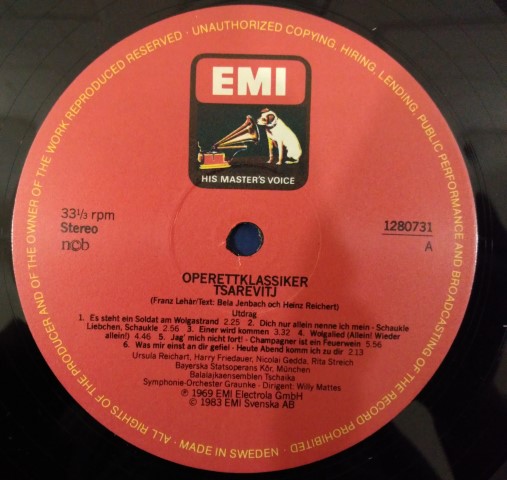 ALL RIGHTS OF THE PRODUCER AND OF THE OWNER OF THE WORK REPRODUCED RESERVED · UNAUTHORIZED COPYING, HIRING, LENDING, PUBLIC PERFORMANCE AND BROADCASTING OF THE RECORD PROHIBITED · MADE IN SWEDEN ·
EMI
HIS MASTER'S VOICE
33 1/3 rpm
Stereo
ncb
1280731
A
OPERETTKLASSIKER
TSAREVITJ
(Franz Lehár/Text: Bela Jenbach och Heinz Reichert)
Utdrag
1. Es steht ein Soldat am Wolgastrand 2.25 2. Dich nur allein nenne ich mein - Schaukle
Liebchen, Schaukle 2.56 3. Einer wird kommen 3.32 4. Wolgalied (Allein! Wieder
allein!) 4.46 5. Jag' mich nicht fort! - Champagner ist ein Feuerwein 5.56
6. Was mir einst an dir gefiel - Heute Abend komm ich zu dir 2.13
Ursula Reichart, Harry Friedauer, Nicolai Gedda, Rita Streich
Bayerska Statsoperans Kör, München
Balalajkaensemblen Tschaika
Symphonie-Orchester Graunke - Dirigent: Willy Mattes
℗ 1969 EMI Electrola GmbH
© 1983 EMI Svenska AB